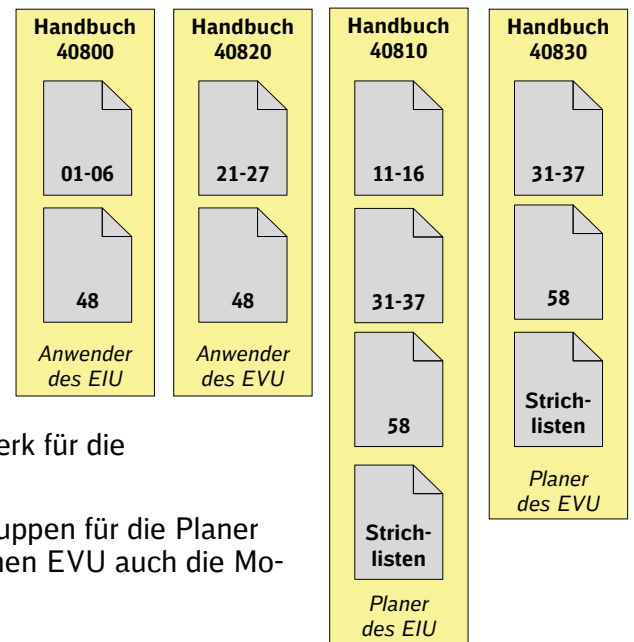 Handbuch
40800
01-06
48
Anwender
des EIU
Handbuch
40820
21-27
48
Anwender
des EVU
Handbuch
40810
11-16
31-37
58
Strich-
listen
Planer
des EIU
Handbuch
40830
31-37
58
Strich-
listen
Planer
des EVU
erk für die
uppen für die Planer
nen EVU auch die Mo-